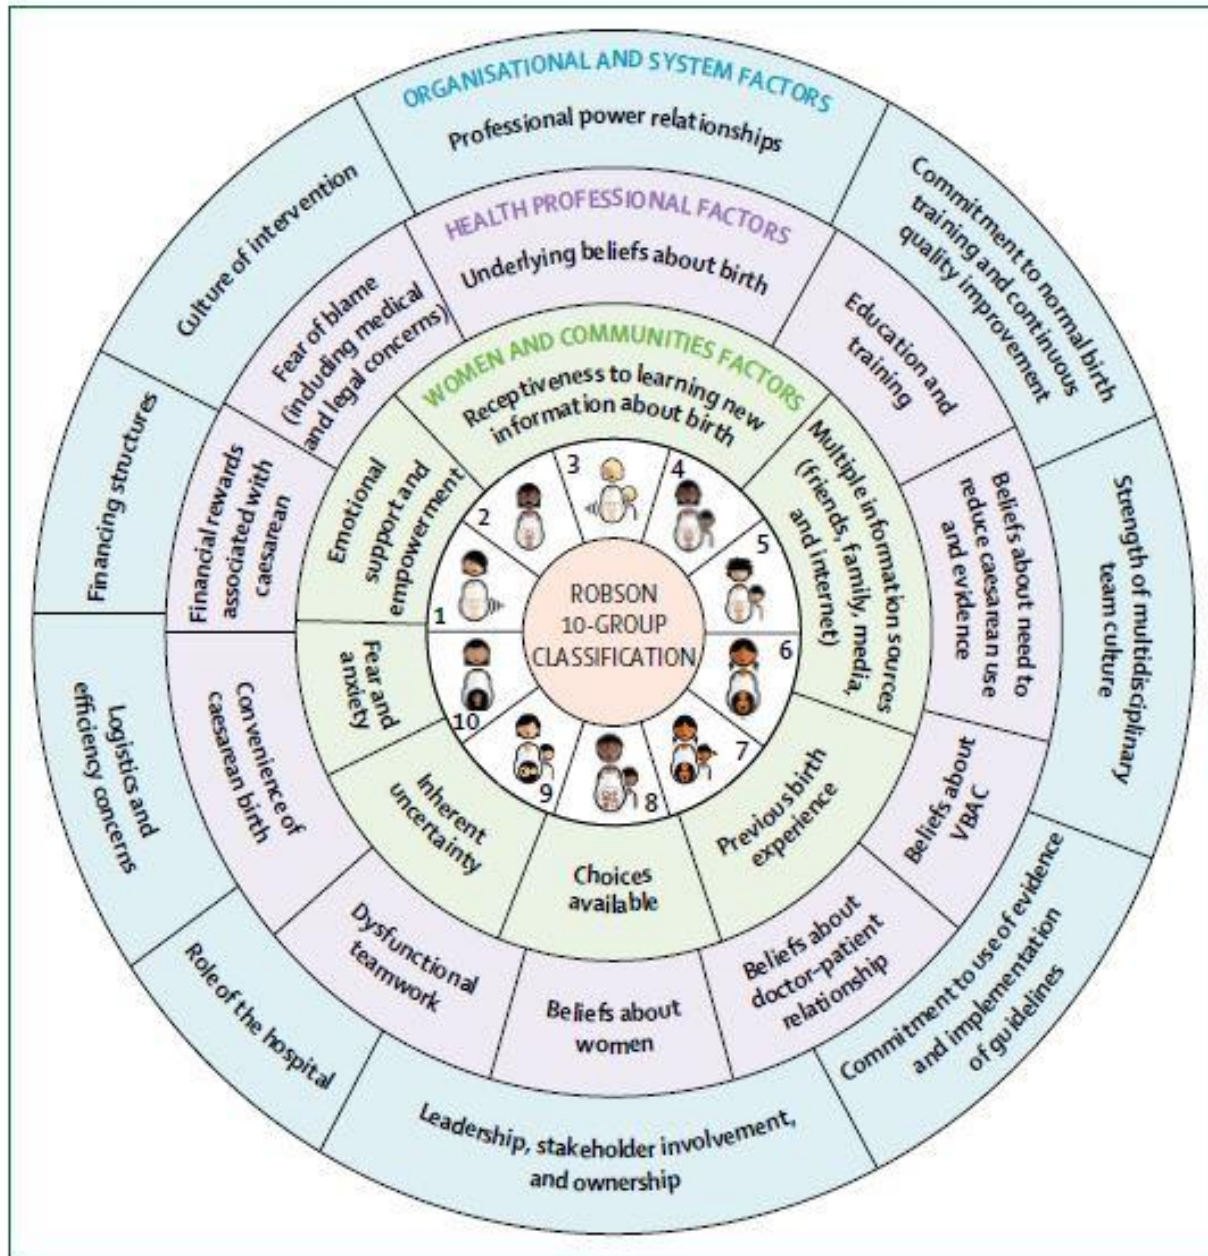 ORGANISATIONAL AND SYSTEM FACTORS
Professional power relationships
Commitment to normal birth
training and continuous
quality improvement
Strength of multidisciplinary
team culture
Commitment to use of evidence
and implementation
of guidelines
Leadership, stakeholder involvement,
and ownership
Role of the hospital
Logistics and
efficiency concerns
Financing structures
Culture of intervention
HEALTH PROFESSIONAL FACTORS
Underlying beliefs about birth
Education and
training
Beliefs about need to
reduce caesarean use
and evidence
Beliefs about
VBAC
Beliefs about
doctor-patient
relationship
Beliefs about
women
Dysfunctional
teamwork
Convenience of
caesarean birth
Financial rewards
associated with
caesarean
Fear of blame
(including medical
and legal concerns)
WOMEN AND COMMUNITIES FACTORS
Receptiveness to learning new
information about birth
Multiple information sources
(friends, family, media,
and internet)
Previous birth
experience
Choices
available
Inherent
uncertainty
Fear and
anxiety
Emotional
support and
empowerment
1
2
3
4
5
6
7
8
9
10
ROBSON
10-GROUP
CLASSIFICATION